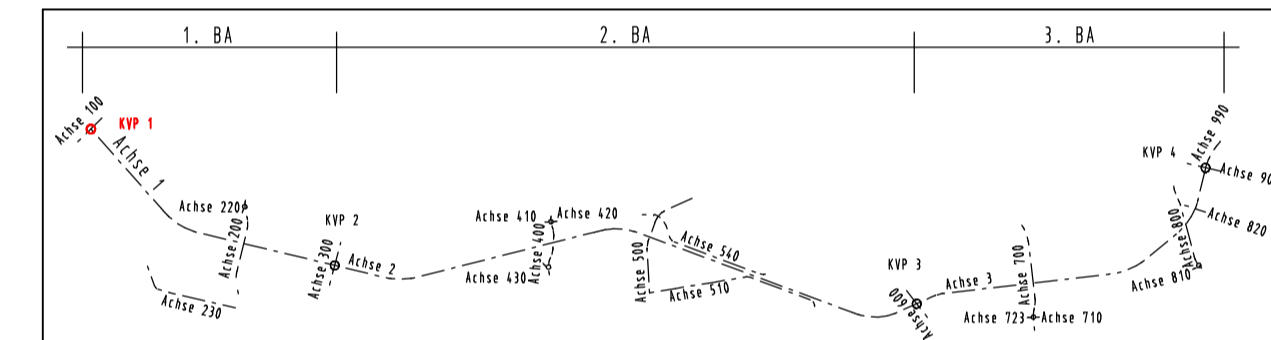 1. BA
2. BA
3. BA
Achse 100
KVP 1
Achse 1
Achse 220
Achse 200
Achse 230
KVP 2
Achse 300
Achse 2
Achse 410
Achse 420
Achse 400
Achse 430
Achse 500
Achse 540
Achse 510
KVP 3
Achse 600
Achse 3
Achse 700
Achse 723
Achse 710
KVP 4
Achse 990
Achse 90
Achse 800
Achse 820
Achse 810